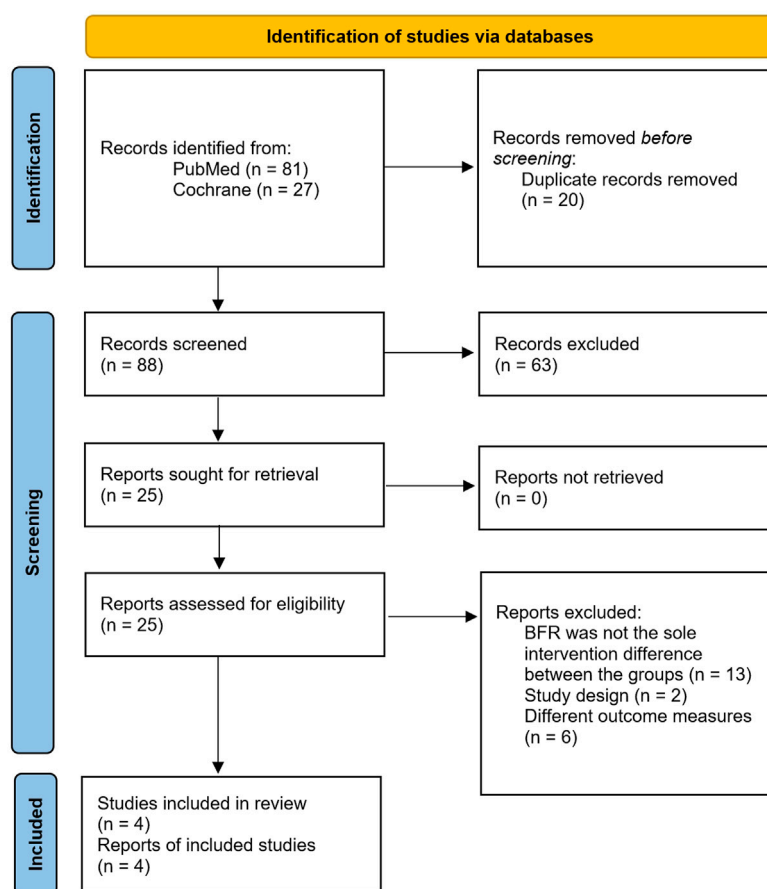 Identification of studies via databases
Identification
Records identified from:
PubMed (n = 81)
Cochrane (n = 27)
Records removed before
screening:
Duplicate records removed
(n = 20)
Screening
Records screened
(n = 88)
Records excluded
(n = 63)
Reports sought for retrieval
(n = 25)
Reports not retrieved
(n = 0)
Reports assessed for eligibility
(n = 25)
Reports excluded:
BFR was not the sole
intervention difference
between the groups (n = 13)
Study design (n = 2)
Different outcome measures
(n = 6)
Included
Studies included in review
(n = 4)
Reports of included studies
(n = 4)